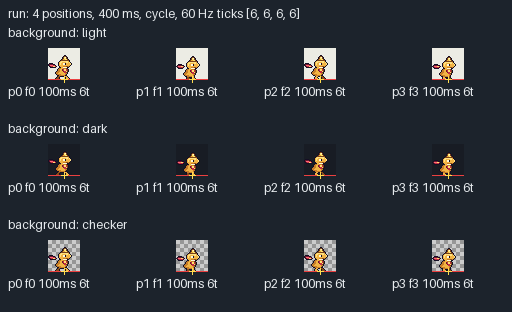 run: 4 positions, 400 ms, cycle, 60 Hz ticks [6, 6, 6, 6]
background: light
p0 f0 100ms 6t p1 f1 100ms 6t p2 f2 100ms 6t p3 f3 100ms 6t
background: dark
p0 f0 100ms 6t p1 f1 100ms 6t p2 f2 100ms 6t p3 f3 100ms 6t
background: checker
p0 f0 100ms 6t p1 f1 100ms 6t p2 f2 100ms 6t p3 f3 100ms 6t